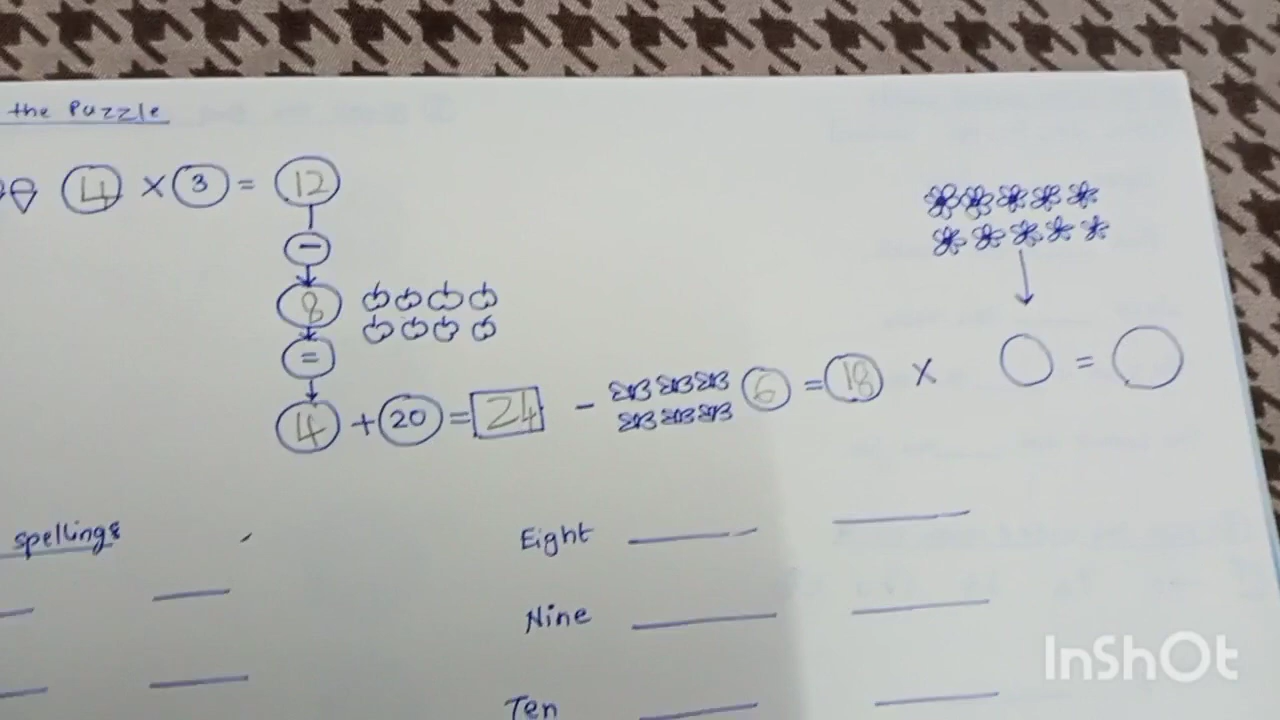 the Puzzle
4 × 3 = 12
-
8
=
4 + 20 = 24 - 6 = 18 × =
spellings
Eight
Nine
Ten
InShOt